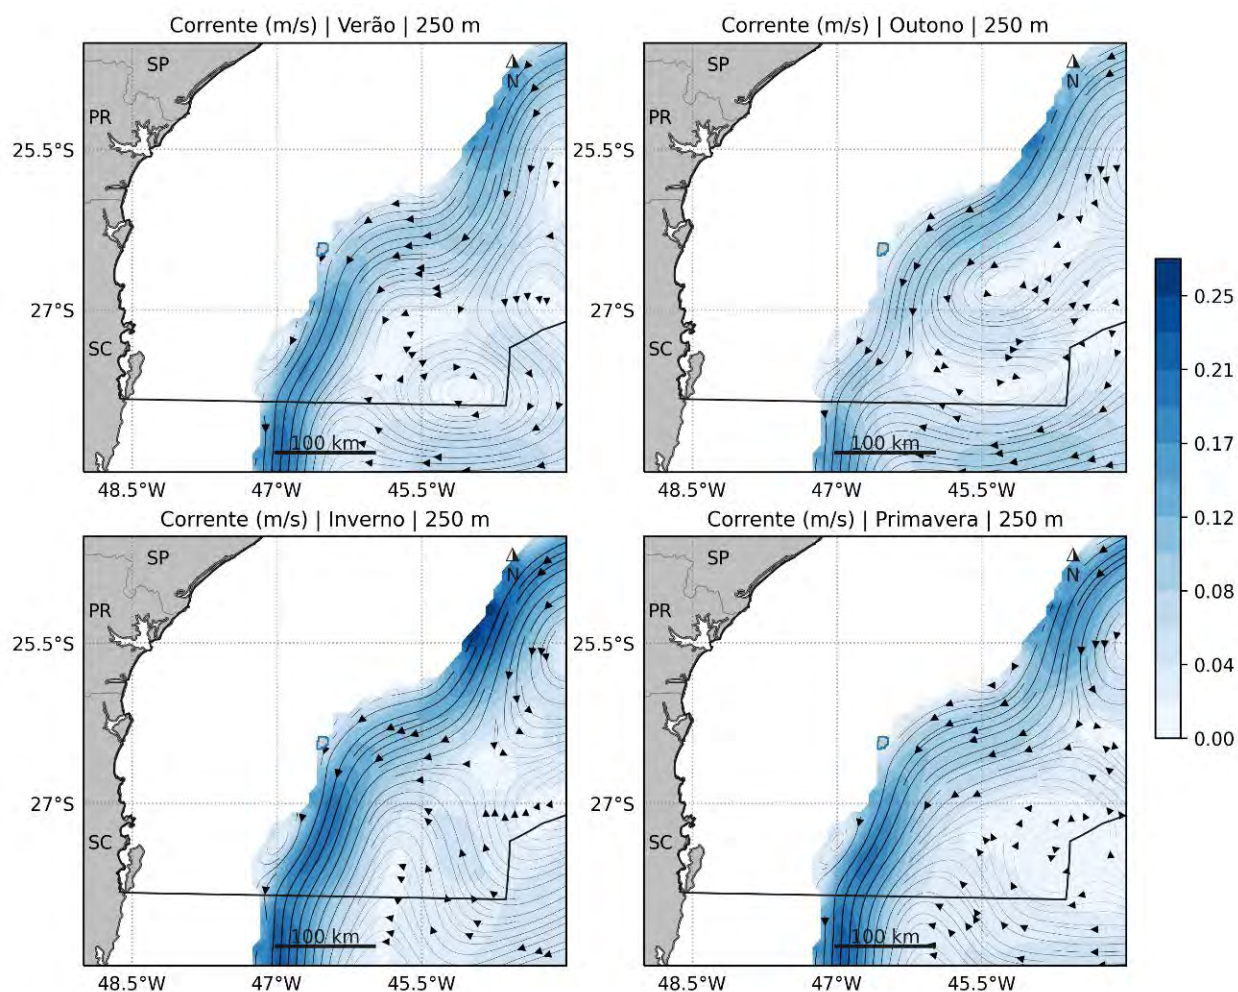 Corrente (m/s) | Verão | 250 m
SP
PR
SC
N
25.5°S
27°S
100 km
48.5°W
47°W
45.5°W
Corrente (m/s) | Outono | 250 m
SP
PR
SC
N
25.5°S
27°S
100 km
48.5°W
47°W
45.5°W
Corrente (m/s) | Inverno | 250 m
SP
PR
SC
N
25.5°S
27°S
100 km
48.5°W
47°W
45.5°W
Corrente (m/s) | Primavera | 250 m
SP
PR
SC
N
25.5°S
27°S
100 km
48.5°W
47°W
45.5°W
0.25
0.21
0.17
0.12
0.08
0.04
0.00